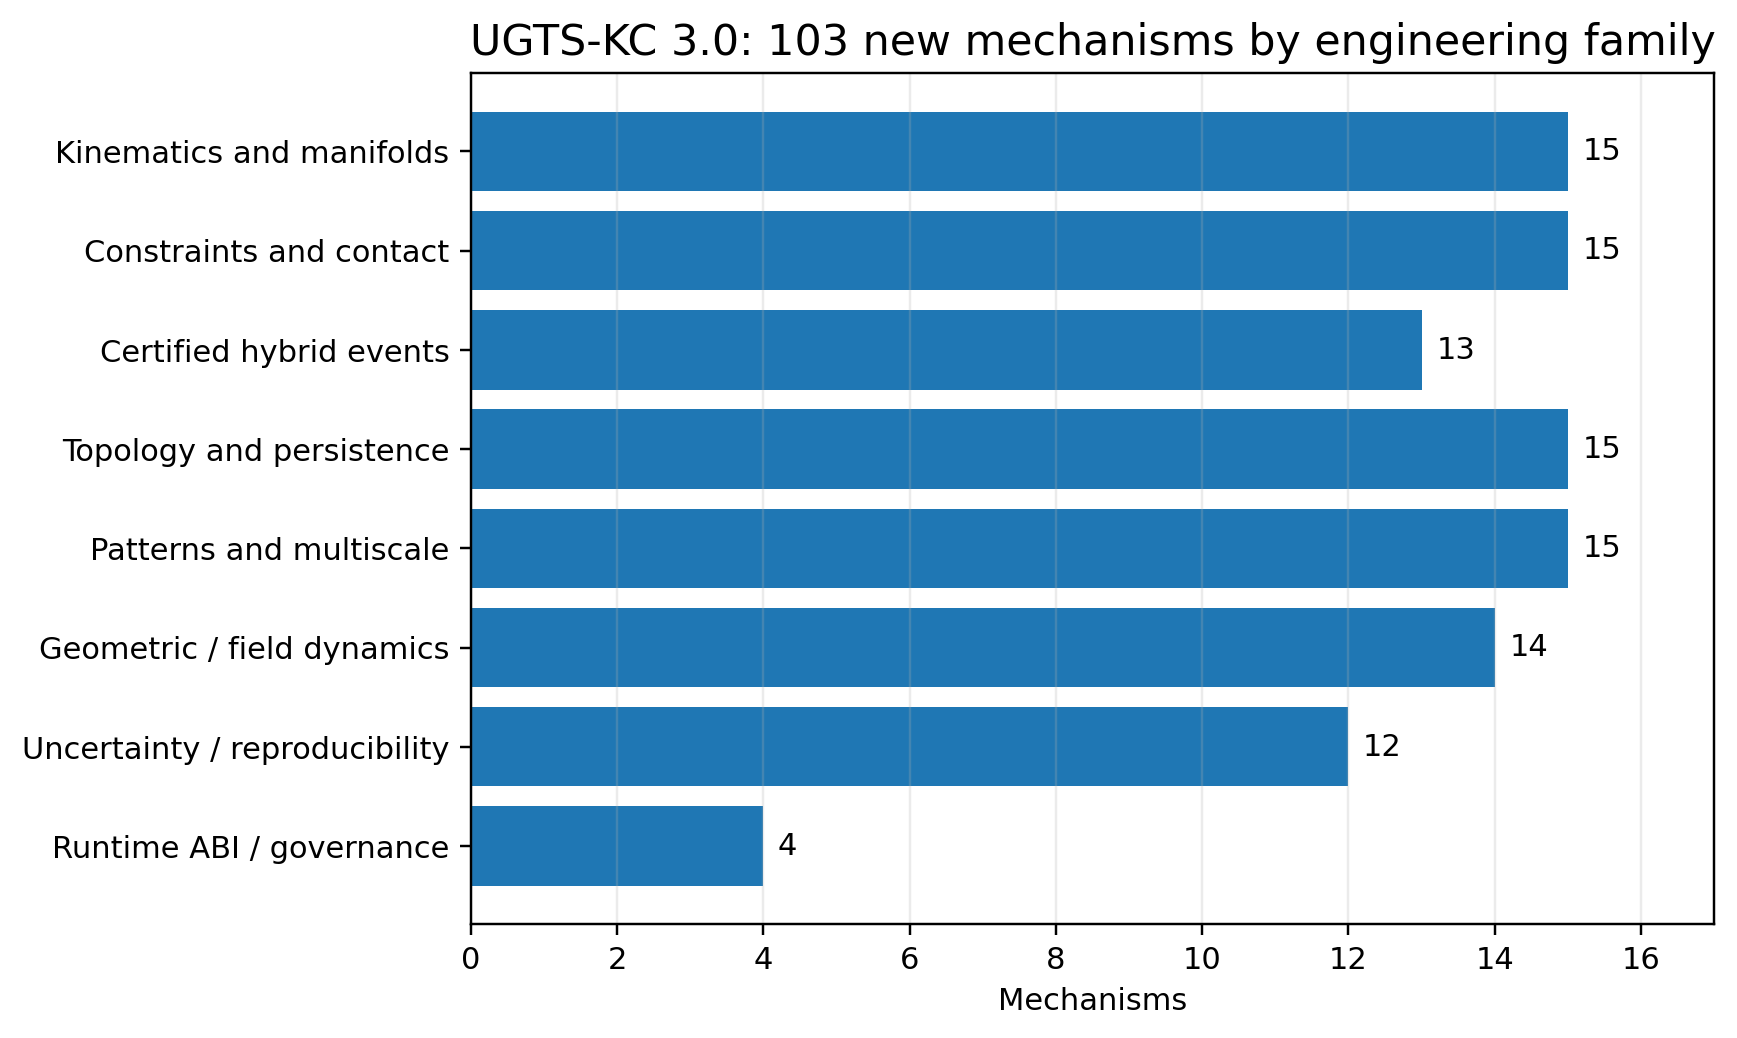 UGTS-KC 3.0: 103 new mechanisms by engineering family
Kinematics and manifolds 15
Constraints and contact 15
Certified hybrid events 13
Topology and persistence 15
Patterns and multiscale 15
Geometric / field dynamics 14
Uncertainty / reproducibility 12
Runtime ABI / governance 4
0 2 4 6 8 10 12 14 16
Mechanisms